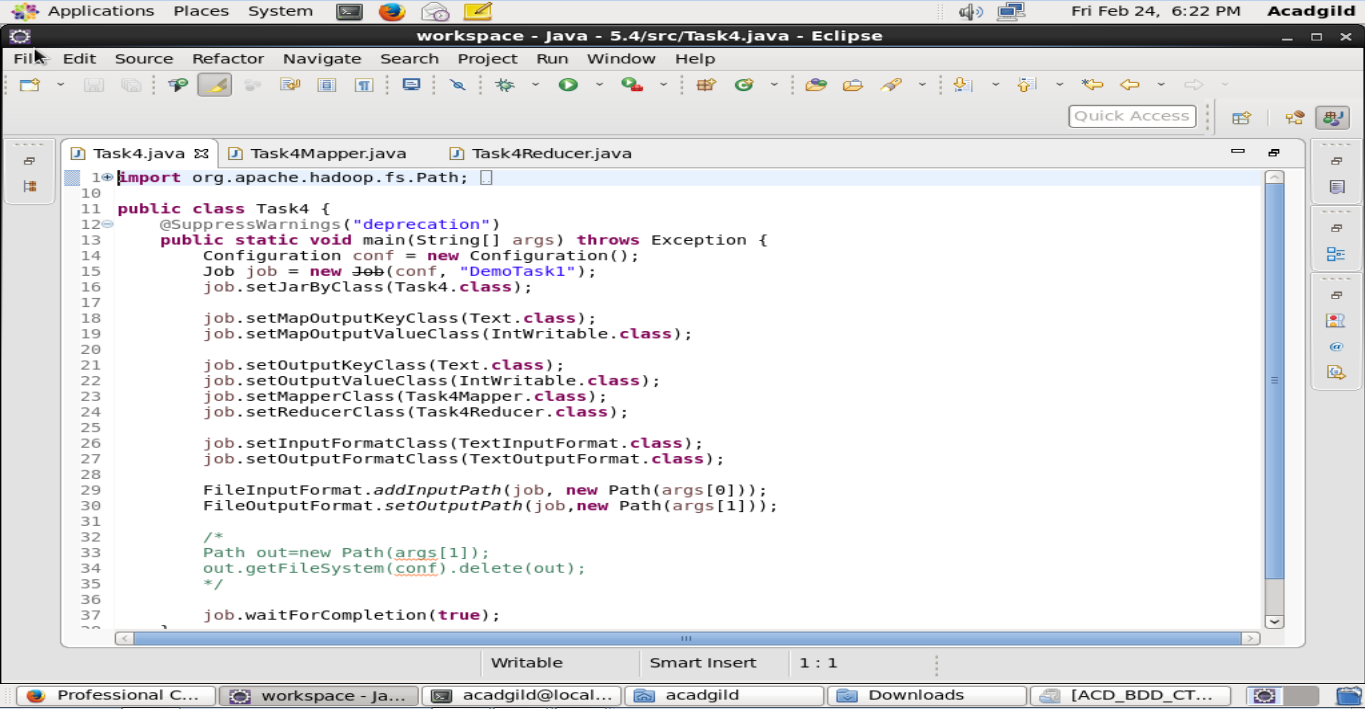 Applications Places System Fri Feb 24, 6:22 PM Acadgild
workspace - Java - 5.4/src/Task4.java - Eclipse
File Edit Source Refactor Navigate Search Project Run Window Help
Quick Access
Task4.java Task4Mapper.java Task4Reducer.java
1 import org.apache.hadoop.fs.Path;
10
11 public class Task4 {
12 @SuppressWarnings("deprecation")
13 public static void main(String[] args) throws Exception {
14 Configuration conf = new Configuration();
15 Job job = new Job(conf, "DemoTask1");
16 job.setJarByClass(Task4.class);
17
18 job.setMapOutputKeyClass(Text.class);
19 job.setMapOutputValueClass(IntWritable.class);
20
21 job.setOutputKeyClass(Text.class);
22 job.setOutputValueClass(IntWritable.class);
23 job.setMapperClass(Task4Mapper.class);
24 job.setReducerClass(Task4Reducer.class);
25
26 job.setInputFormatClass(TextInputFormat.class);
27 job.setOutputFormatClass(TextOutputFormat.class);
28
29 FileInputFormat.addInputPath(job, new Path(args[0]));
30 FileOutputFormat.setOutputPath(job,new Path(args[1]));
31
32 /*
33 Path out=new Path(args[1]);
34 out.getFileSystem(conf).delete(out);
35 */
36
37 job.waitForCompletion(true);
Writable Smart Insert 1 : 1
Professional C... workspace - Ja... acadgild@local... acadgild Downloads [ACD_BDD_CT...